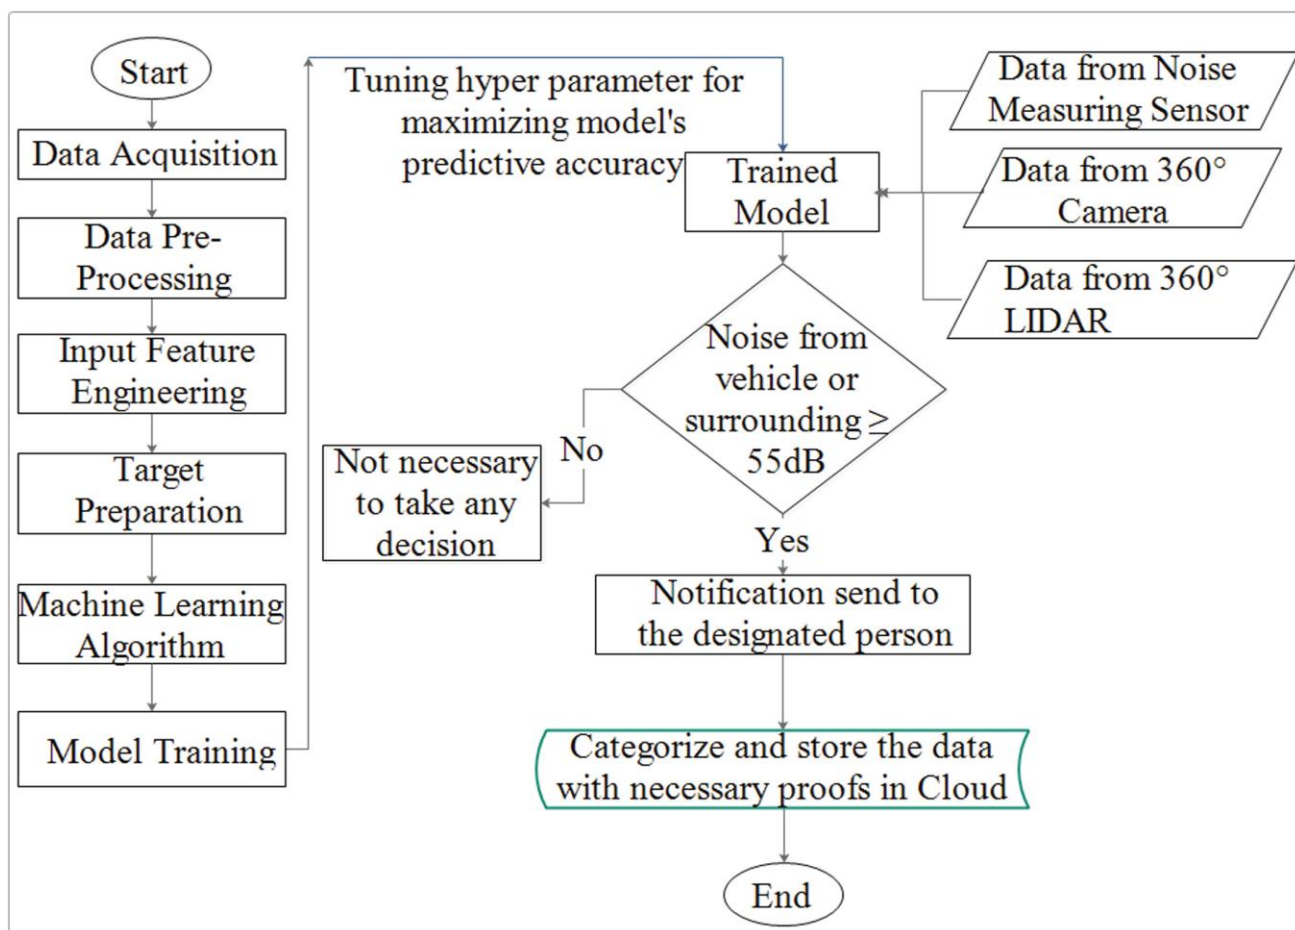 Start
Data Acquisition
Data Pre-
Processing
Input Feature
Engineering
Target
Preparation
Machine Learning
Algorithm
Model Training
Tuning hyper parameter for
maximizing model's
predictive accuracy
Trained
Model
Data from Noise
Measuring Sensor
Data from 360°
Camera
Data from 360°
LIDAR
Noise from
vehicle or
surrounding ≥
55dB
No
Not necessary
to take any
decision
Yes
Notification send to
the designated person
Categorize and store the data
with necessary proofs in Cloud
End